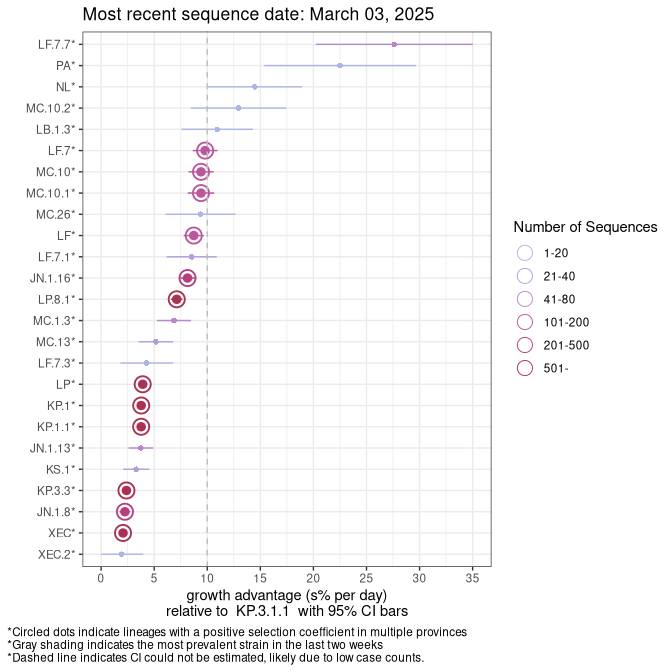 Most recent sequence date: March 03, 2025
LF.7.7*
PA*
NL*
MC.10.2*
LB.1.3*
LF.7*
MC.10*
MC.10.1*
MC.26*
LF*
LF.7.1*
JN.1.16*
LP.8.1*
MC.1.3*
MC.13*
LF.7.3*
LP*
KP.1*
KP.1.1*
JN.1.13*
KS.1*
KP.3.3*
JN.1.8*
XEC*
XEC.2*
0 5 10 15 20 25 30 35
growth advantage (s% per day)
relative to KP.3.1.1 with 95% CI bars
Number of Sequences
1-20
21-40
41-80
101-200
201-500
501-
*Circled dots indicate lineages with a positive selection coefficient in multiple provinces
*Gray shading indicates the most prevalent strain in the last two weeks
*Dashed line indicates CI could not be estimated, likely due to low case counts.